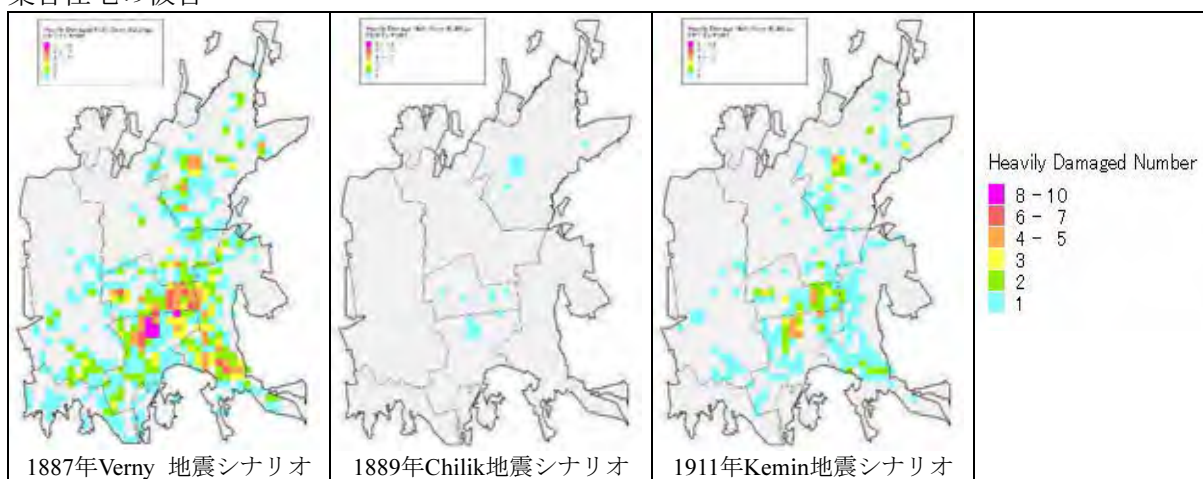 集合住宅の被害
1887年Verny 地震シナリオ
1889年Chilik地震シナリオ
1911年Kemin地震シナリオ
Heavily Damaged Number
8 - 10
6 - 7
4 - 5
3
2
1